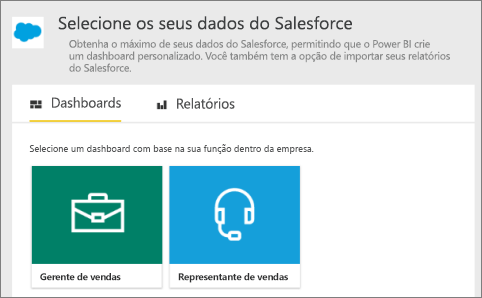 Selecione os seus dados do Salesforce
Obtenha o máximo de seus dados do Salesforce, permitindo que o Power BI crie
um dashboard personalizado. Você também tem a opção de importar seus relatórios
do Salesforce.
Dashboards Relatórios
Selecione um dashboard com base na sua função dentro da empresa.
Gerente de vendas Representante de vendas